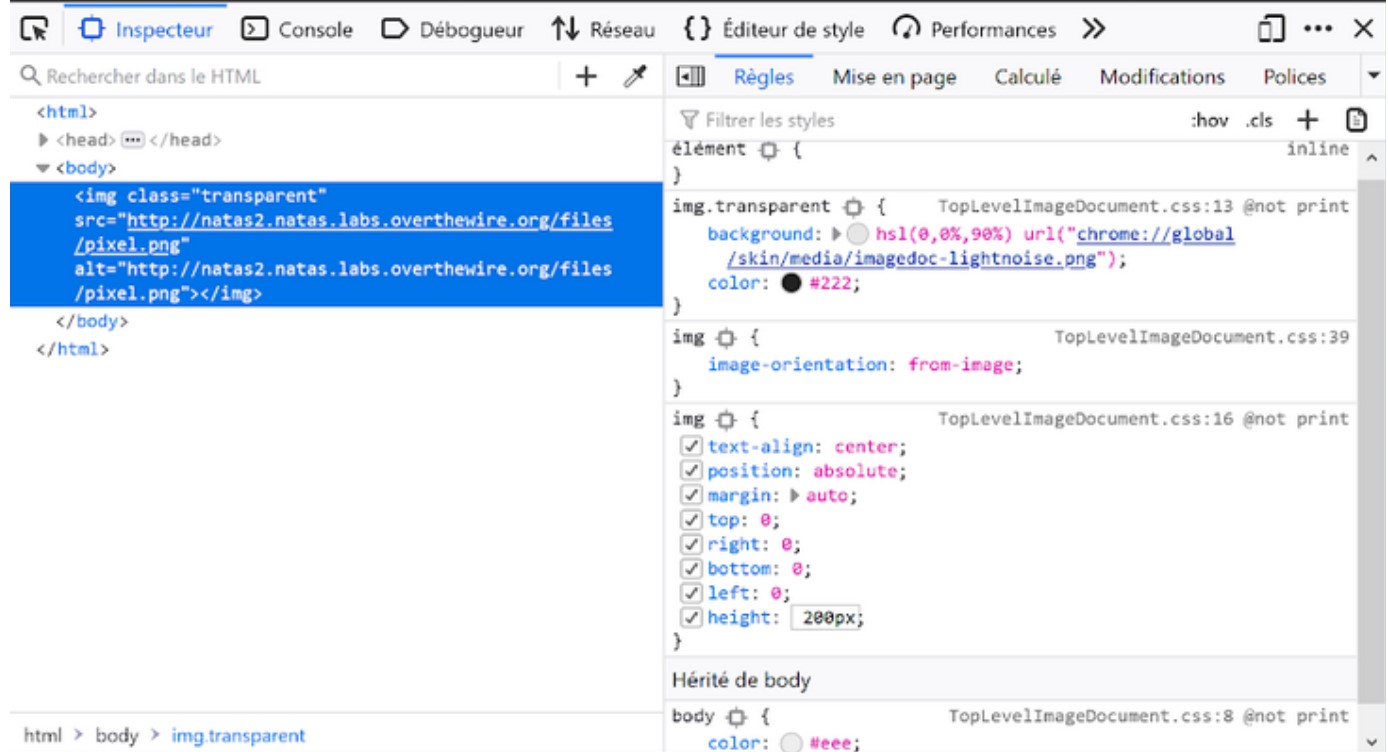 Inspecteur Console Débogueur Réseau Éditeur de style Performances
Rechercher dans le HTML
<html>
<head> ••• </head>
<body>
<img class="transparent"
src="http://natas2.natas.labs.overthewire.org/files
/pixel.png"
alt="http://natas2.natas.labs.overthewire.org/files
/pixel.png"></img>
</body>
</html>
html > body > img.transparent
Règles Mise en page Calculé Modifications Polices
Filtrer les styles :hov .cls
élément { inline
}
img.transparent { TopLevelImageDocument.css:13 @not print
background: hsl(0,0%,90%) url("chrome://global
/skin/media/imagedoc-lightnoise.png");
color: #222;
}
img { TopLevelImageDocument.css:39
image-orientation: from-image;
}
img { TopLevelImageDocument.css:16 @not print
text-align: center;
position: absolute;
margin: auto;
top: 0;
right: 0;
bottom: 0;
left: 0;
height: 200px;
}
Hérité de body
body { TopLevelImageDocument.css:8 @not print
color: #eee;